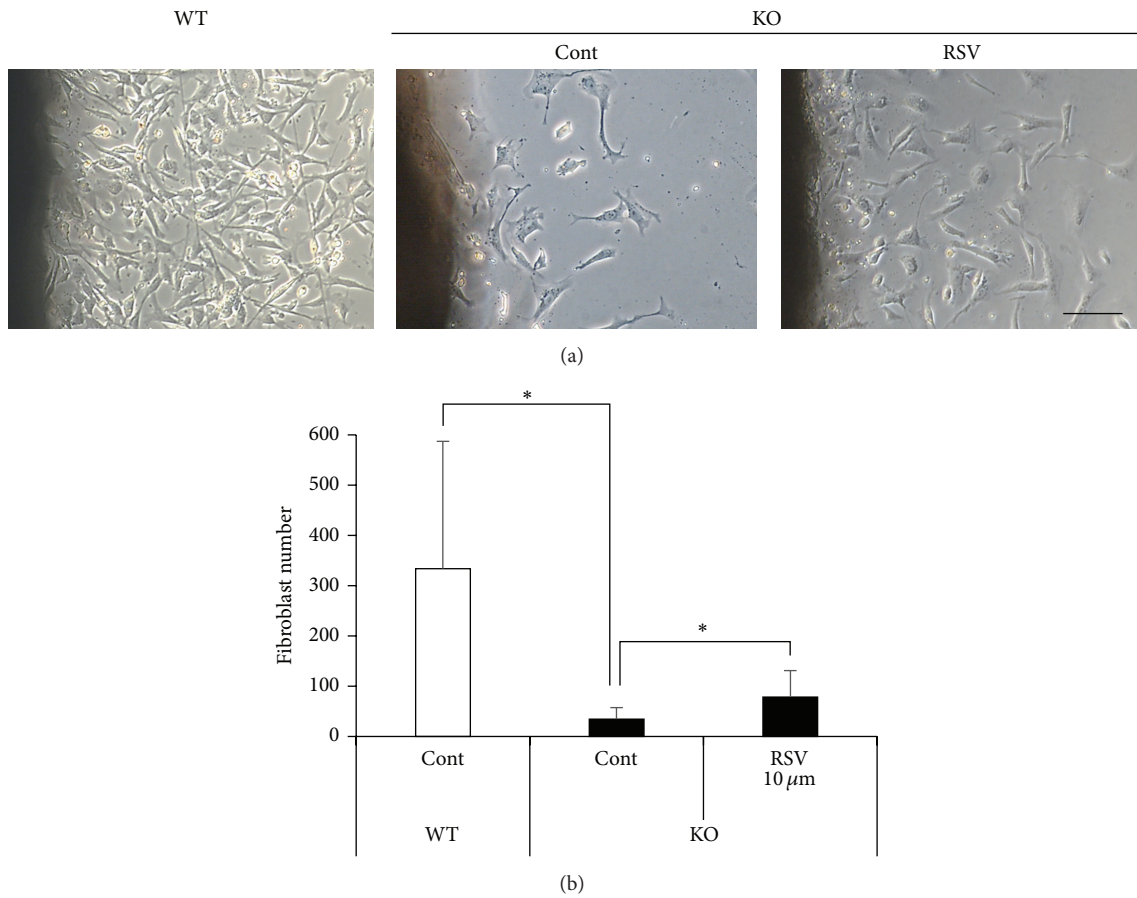 WT
KO
Cont
RSV
(a)
*
*
600
500
400
300
200
100
0
Fibroblast number
Cont
Cont
RSV
10 μm
WT
KO
(b)